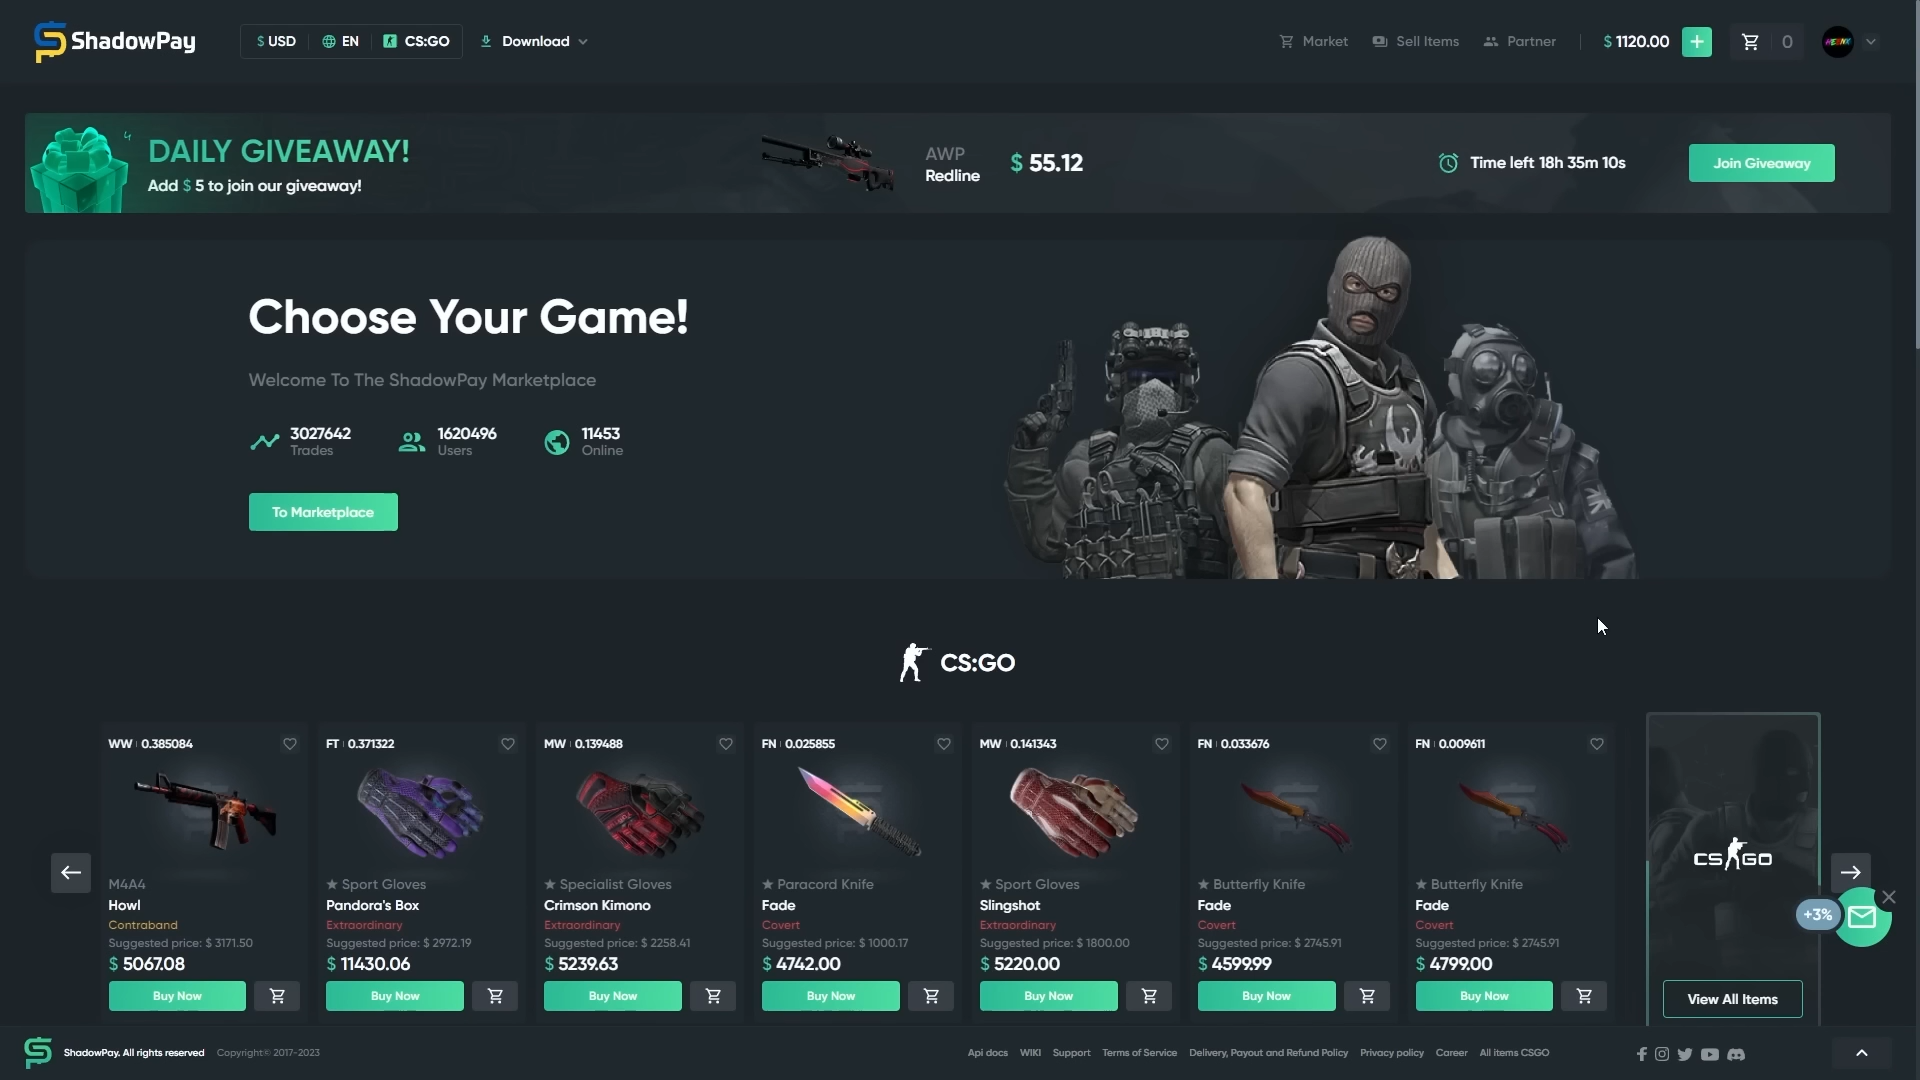 ShadowPay
$ USD
EN
CS:GO
Download
Market
Sell Items
Partner
$ 1120.00
0
DAILY GIVEAWAY!
Add $ 5 to join our giveaway!
AWP
Redline
$ 55.12
Time left 18h 35m 10s
Join Giveaway
Choose Your Game!
Welcome To The ShadowPay Marketplace
3027642
Trades
1620496
Users
11453
Online
To Marketplace
CS:GO
WW | 0.385084
M4A4
Howl
Contraband
Suggested price: $ 3171.50
$ 5067.08
Buy Now
FT | 0.371322
★ Sport Gloves
Pandora's Box
Extraordinary
Suggested price: $ 2972.19
$ 11430.06
Buy Now
MW | 0.139488
★ Specialist Gloves
Crimson Kimono
Extraordinary
Suggested price: $ 2258.41
$ 5239.63
Buy Now
FN | 0.025855
★ Paracord Knife
Fade
Covert
Suggested price: $ 1000.17
$ 4742.00
Buy Now
MW | 0.141343
★ Sport Gloves
Slingshot
Extraordinary
Suggested price: $ 1800.00
$ 5220.00
Buy Now
FN | 0.033676
★ Butterfly Knife
Fade
Covert
Suggested price: $ 2745.91
$ 4599.99
Buy Now
FN | 0.009611
★ Butterfly Knife
Fade
Covert
Suggested price: $ 2745.91
$ 4799.00
Buy Now
CS GO
View All Items
+3%
ShadowPay. All rights reserved
Copyright© 2017-2023
Api docs
WIKI
Support
Terms of Service
Delivery, Payout and Refund Policy
Privacy policy
Career
All items CSGO